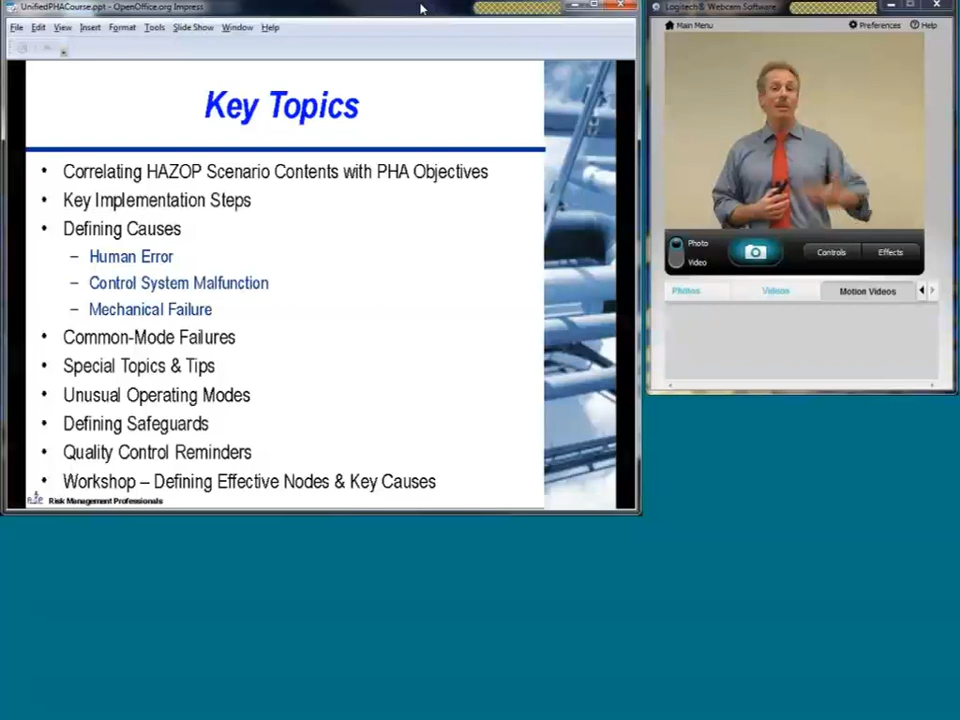 UnifiedPHACourse.ppt - OpenOffice.org Impress
File Edit View Insert Format Tools Slide Show Window Help
Key Topics
• Correlating HAZOP Scenario Contents with PHA Objectives
• Key Implementation Steps
• Defining Causes
– Human Error
– Control System Malfunction
– Mechanical Failure
• Common-Mode Failures
• Special Topics & Tips
• Unusual Operating Modes
• Defining Safeguards
• Quality Control Reminders
• Workshop – Defining Effective Nodes & Key Causes
Risk Management Professionals
Logitech® Webcam Software
Main Menu Preferences Help
Photo
Video
Controls Effects
Photos Videos Motion Videos